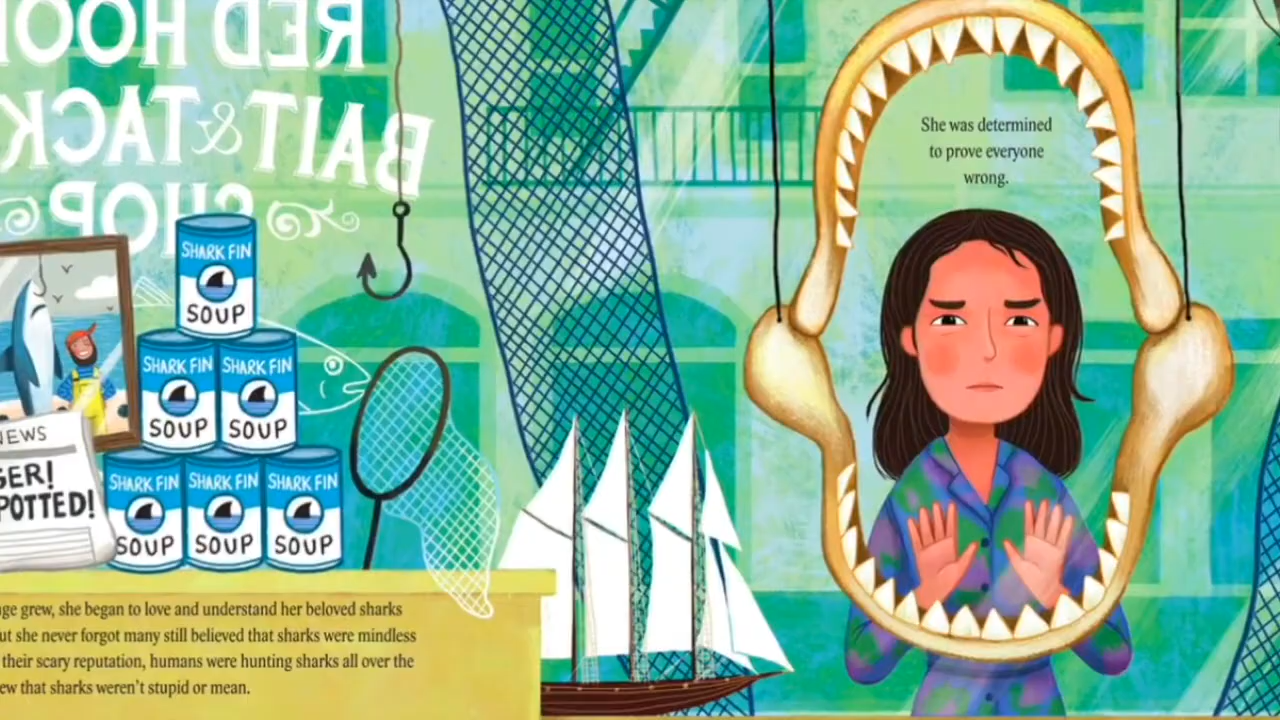 RED HOO
BAIT & TACK
SHOP
SHARK FIN
SOUP
SHARK FIN
SOUP
SHARK FIN
SOUP
SHARK FIN
SOUP
SHARK FIN
SOUP
SHARK FIN
SOUP
NEWS
GER!
POTTED!
She was determined
to prove everyone
wrong.
ge grew, she began to love and understand her beloved sharks
ut she never forgot many still believed that sharks were mindless
their scary reputation, humans were hunting sharks all over the
ew that sharks weren't stupid or mean.